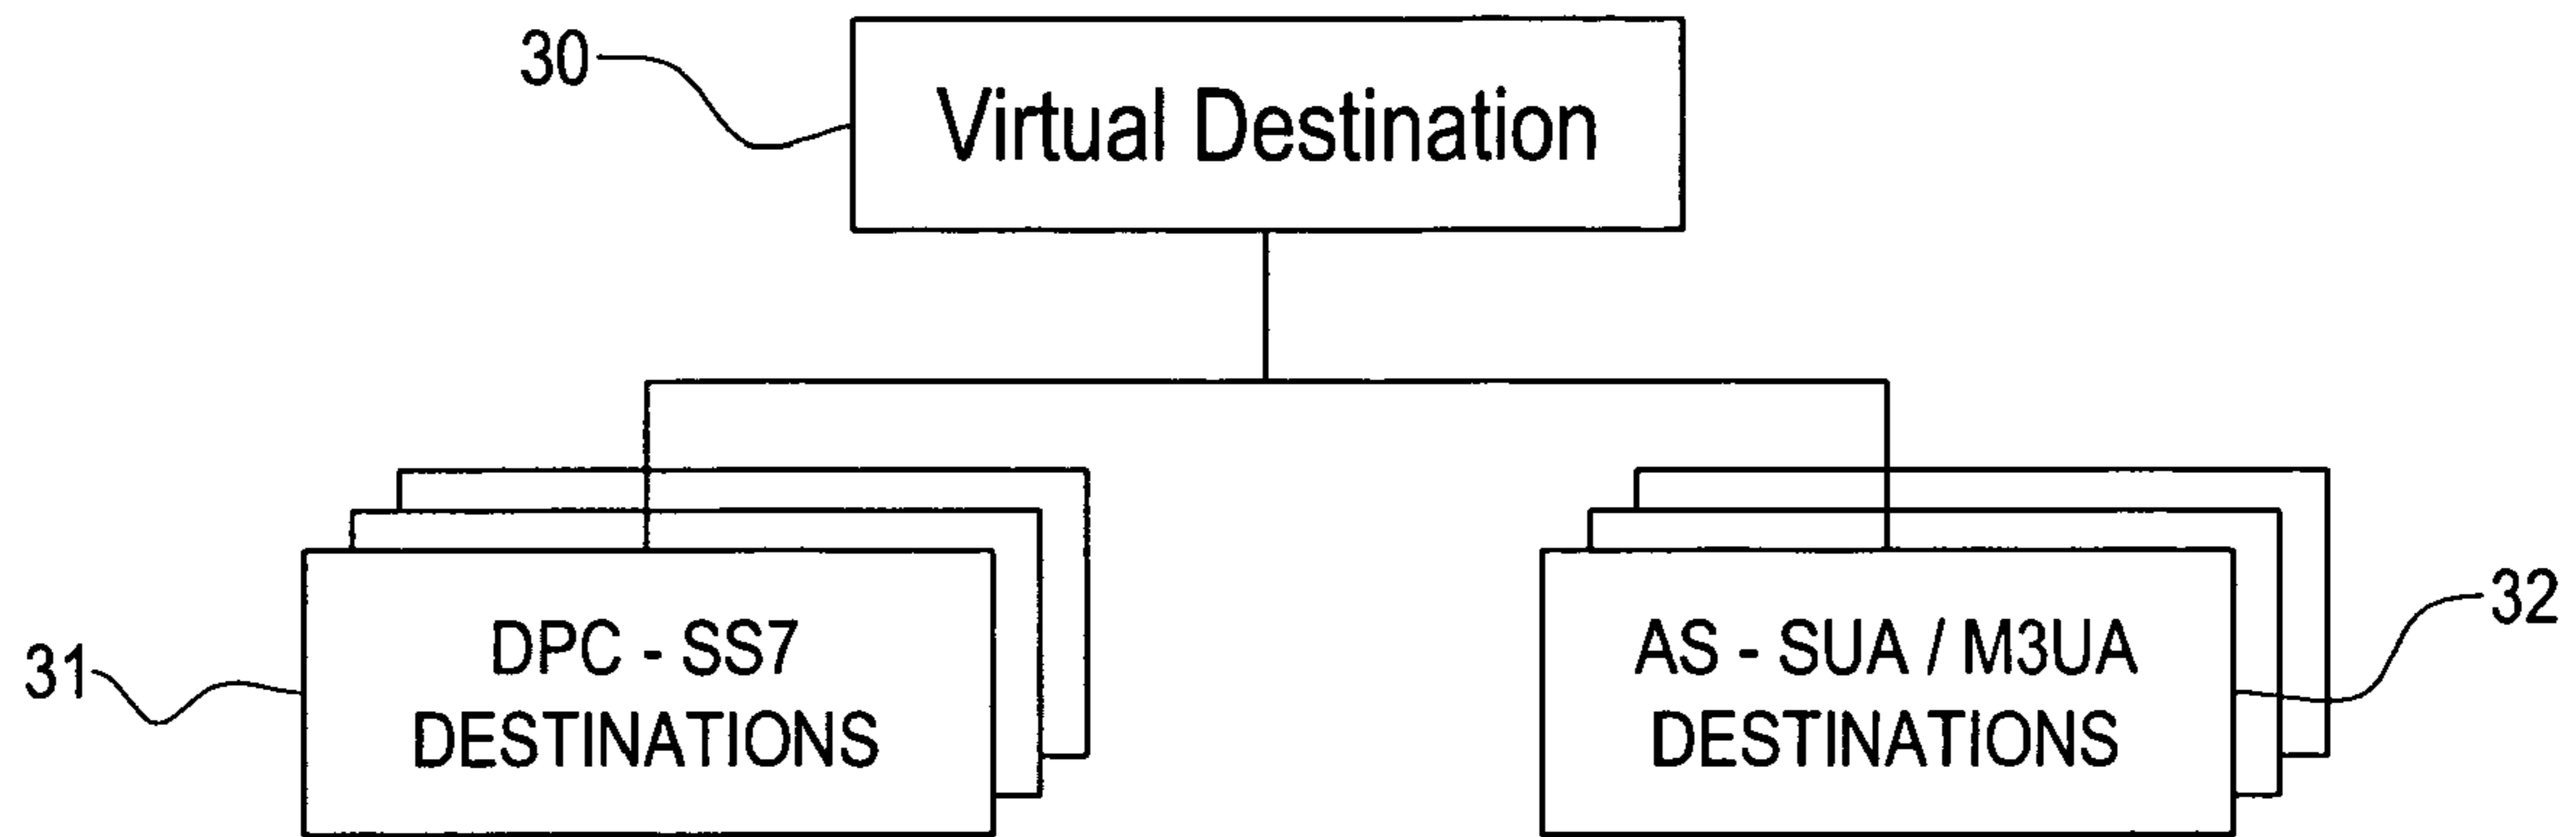 30
Virtual Destination
31
DPC - SS7
DESTINATIONS
AS - SUA / M3UA
DESTINATIONS
32